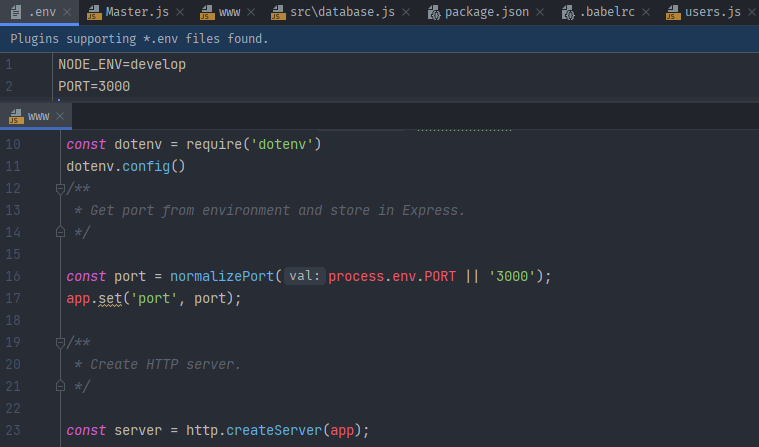 .env Master.js www src\database.js package.json .babelrc users.js
Plugins supporting *.env files found.
1 NODE_ENV=develop
2 PORT=3000
www
10 const dotenv = require('dotenv')
11 dotenv.config()
12 /**
13 * Get port from environment and store in Express.
14 */
15
16 const port = normalizePort( val: process.env.PORT || '3000');
17 app.set('port', port);
18
19 /**
20 * Create HTTP server.
21 */
22
23 const server = http.createServer(app);